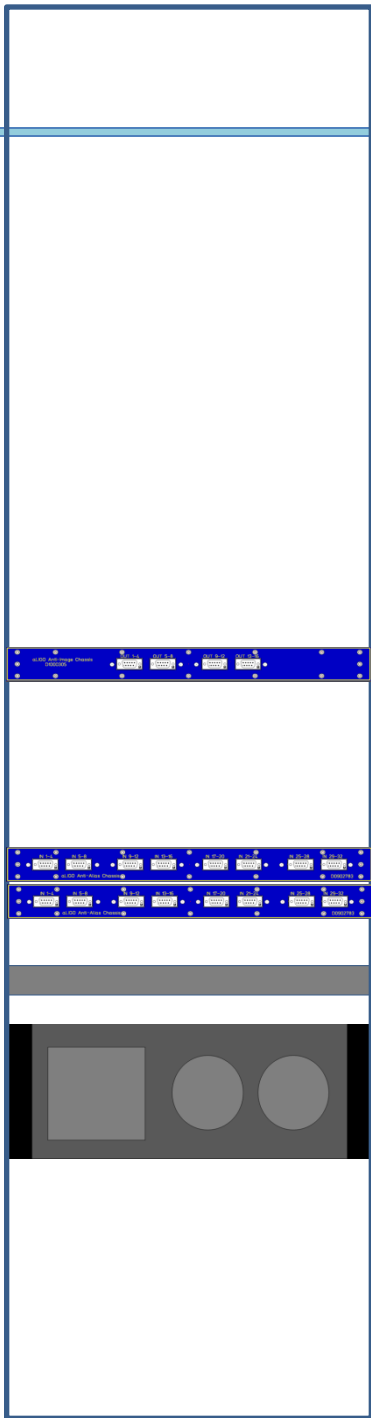 OUT 1-4 OUT 5-8 OUT 9-12 OUT 13-16
aLIGO Anti-Image Chassis
D1000305
IN 1-4 IN 5-8 IN 9-12 IN 13-16 IN 17-20 IN 21-24 IN 25-28 IN 29-32
aLIGO Anti-Alias Chassis D0902783
IN 1-4 IN 5-8 IN 9-12 IN 13-16 IN 17-20 IN 21-24 IN 25-28 IN 29-32
aLIGO Anti-Alias Chassis D0902783